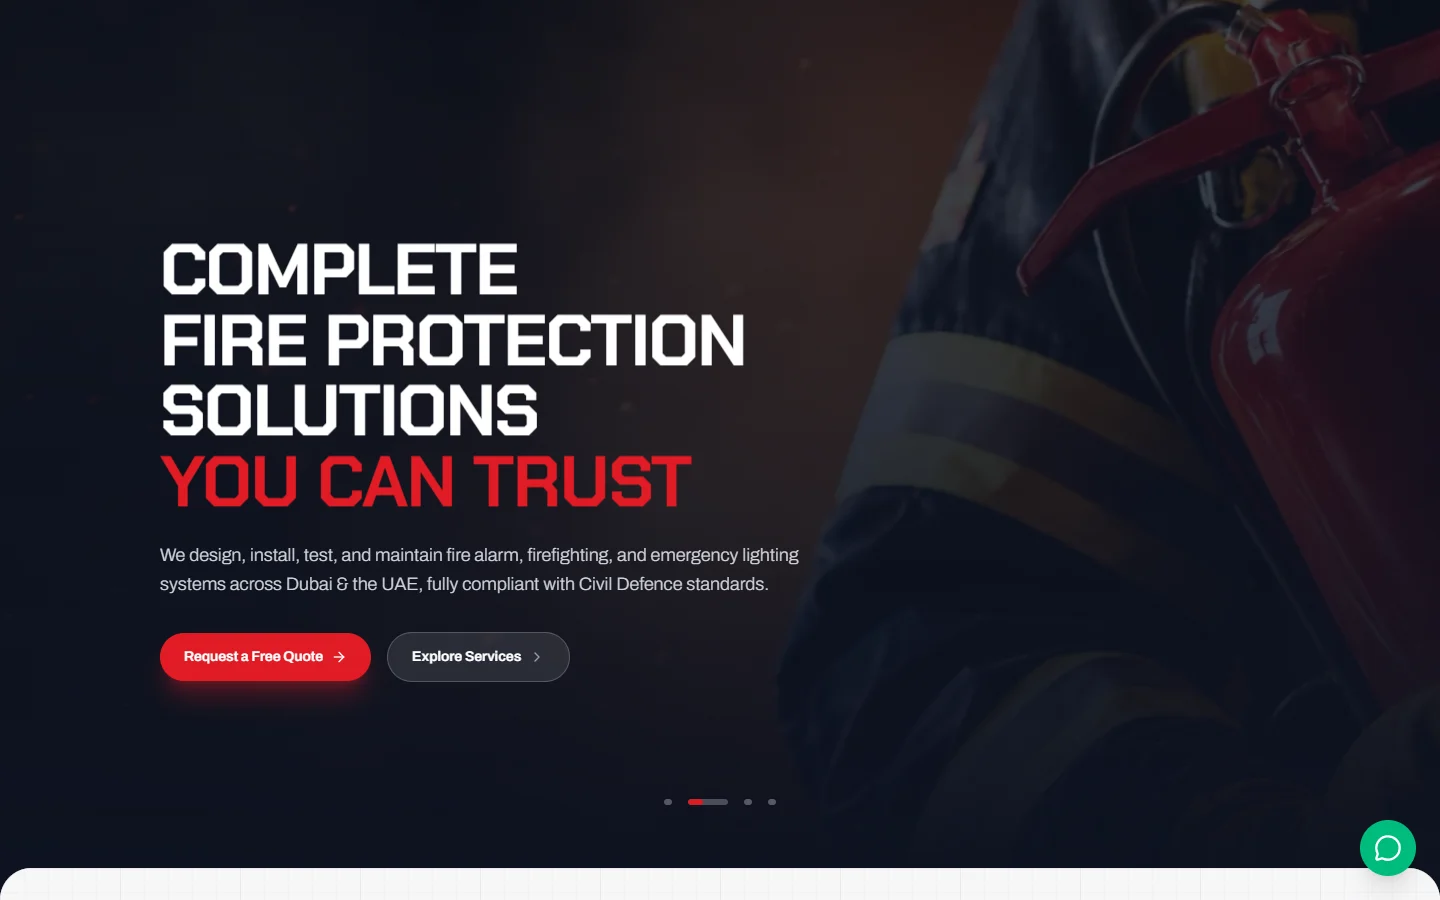 COMPLETE
FIRE PROTECTION
SOLUTIONS
YOU CAN TRUST
We design, install, test, and maintain fire alarm, firefighting, and emergency lighting
systems across Dubai & the UAE, fully compliant with Civil Defence standards.
Request a Free Quote
Explore Services